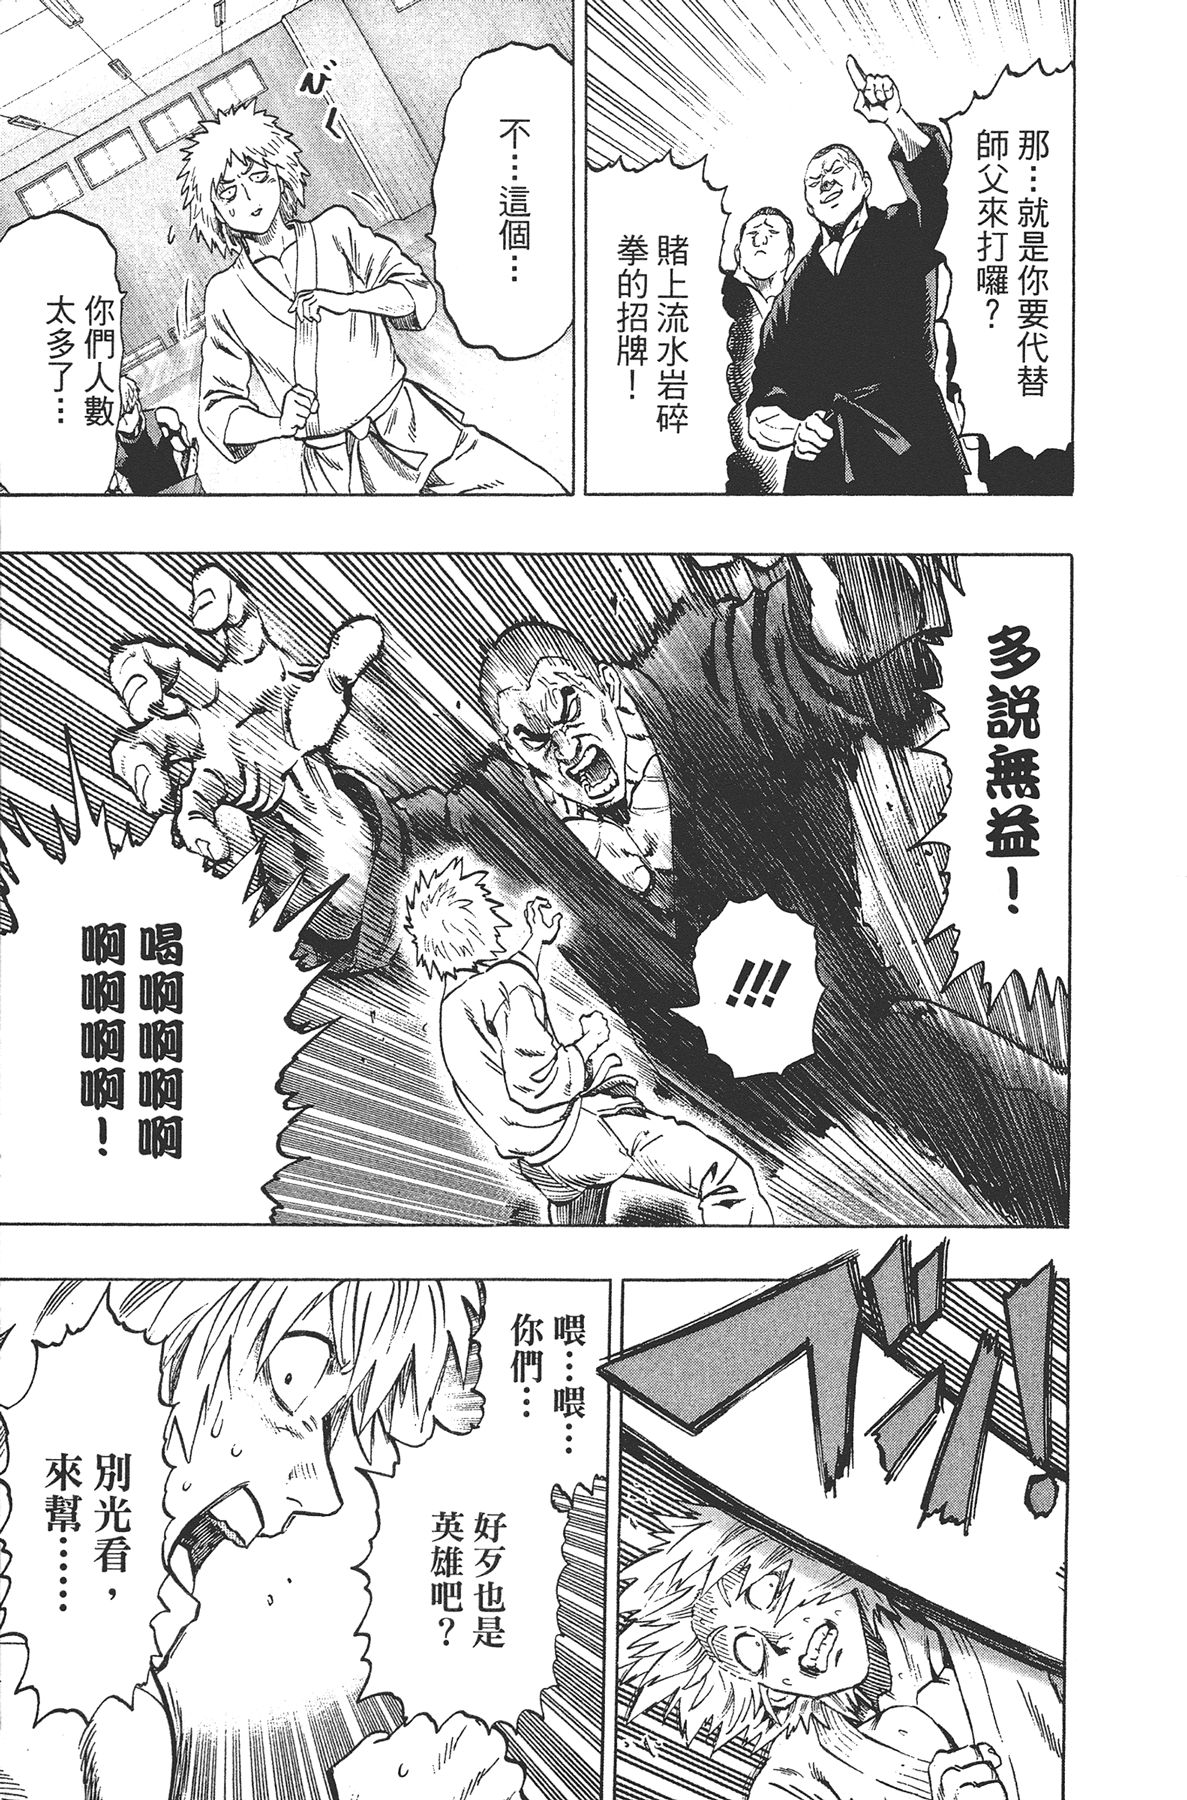 那…就是你要代替
師父來打囉？
賭上流水岩碎
拳的招牌！
不…這個…
びく
你們人數
太多了…
多說無益！
!!!
喝啊啊啊啊
啊啊啊啊！
喂…喂…
你們…
好歹也是
英雄吧？
別光看，
來幫……